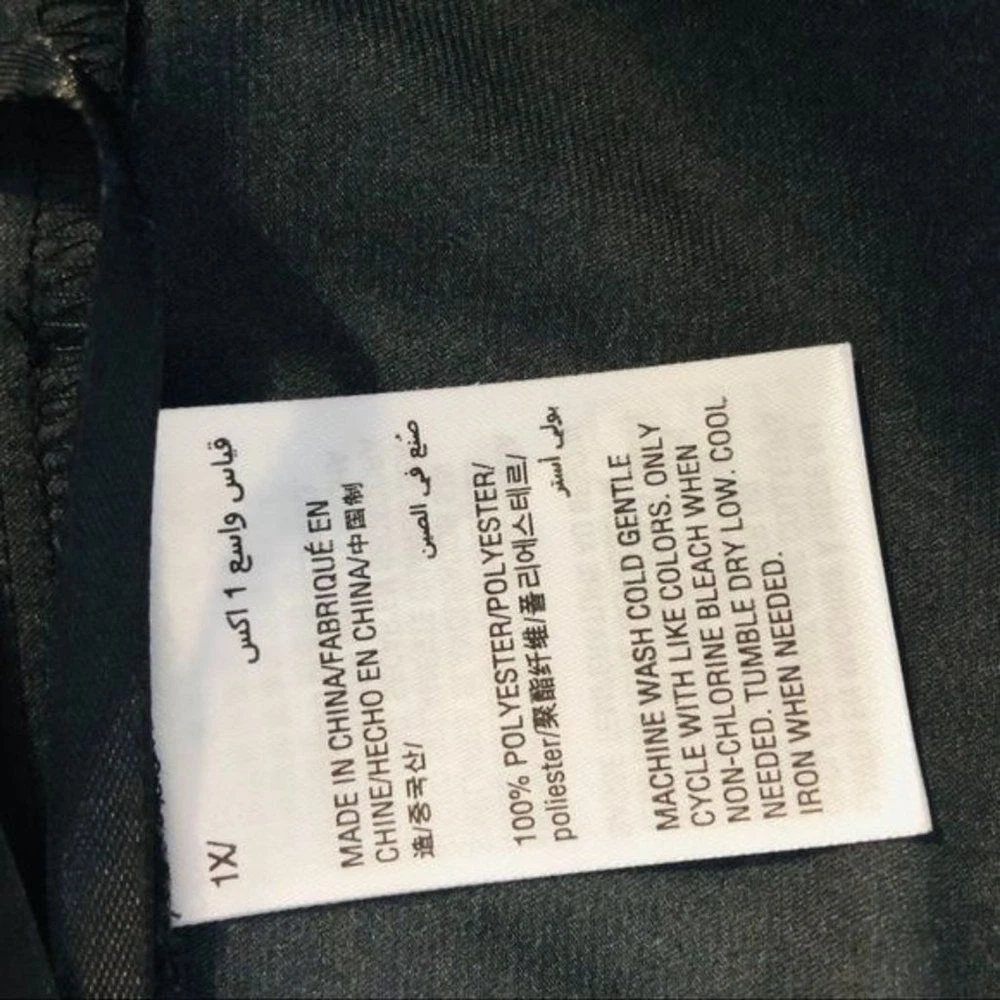 1X/
قياس واسع 1 اكس
MADE IN CHINA/FABRIQUÉ EN
CHINE/HECHO EN CHINA/中国制
造/중국산/
صُنع في الصين
100% POLYESTER/POLYESTER/
poliester/聚酯纤维/폴리에스테르/
بولي أستر
MACHINE WASH COLD GENTLE
CYCLE WITH LIKE COLORS. ONLY
NON-CHLORINE BLEACH WHEN
NEEDED. TUMBLE DRY LOW. COOL
IRON WHEN NEEDED.